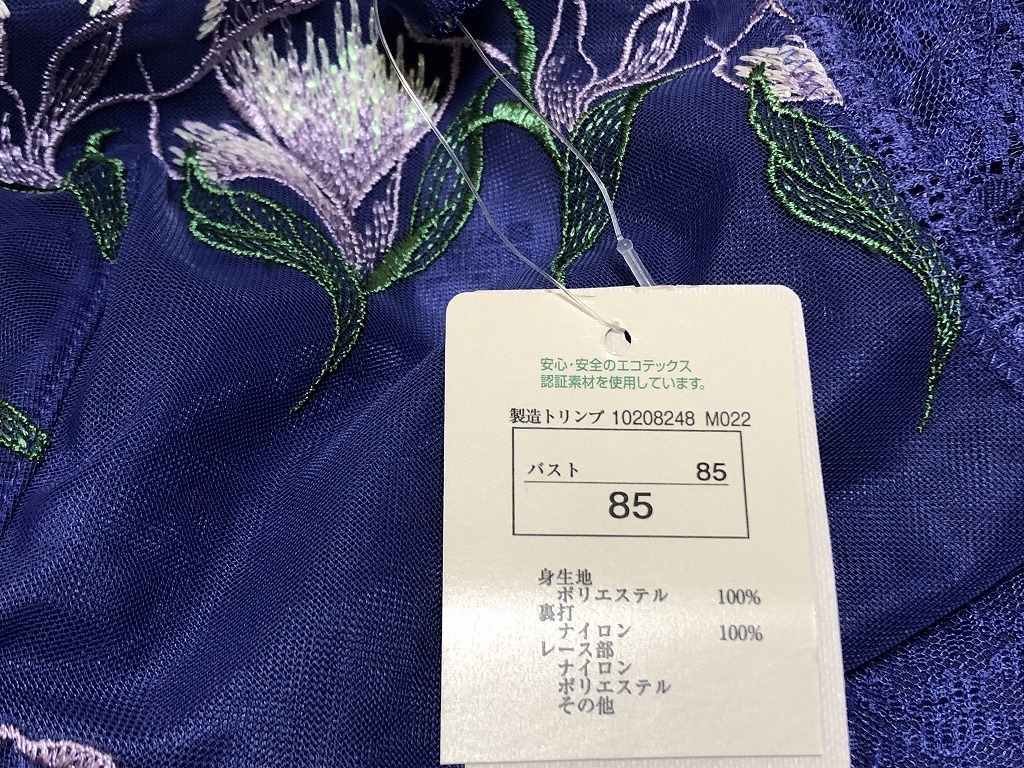 安心・安全のエコテックス
認証素材を使用しています。
製造トリンプ 10208248 M022
バスト 85
85
身生地
ポリエステル 100%
裏打
ナイロン 100%
レース部
ナイロン
ポリエステル
その他